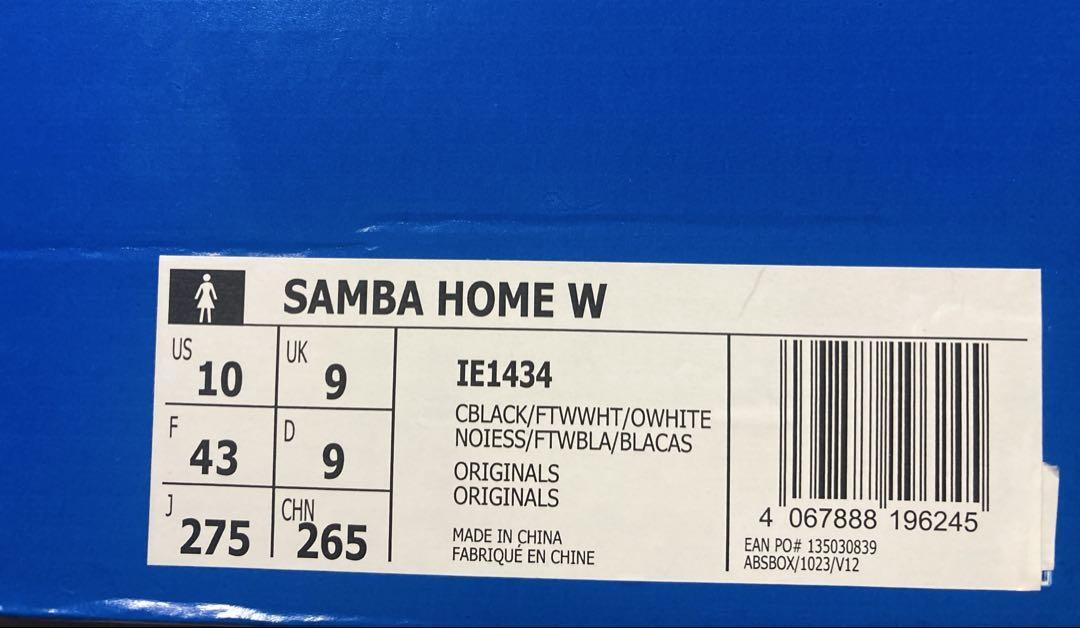 SAMBA HOME W
US 10
UK 9
F 43
D 9
J 275
CHN 265
IE1434
CBLACK/FTWWHT/OWHITE
NOIESS/FTWBLA/BLACAS
ORIGINALS
ORIGINALS
MADE IN CHINA
FABRIQUÉ EN CHINE
4 067888 196245
EAN PO# 135030839
ABSBOX/1023/V12